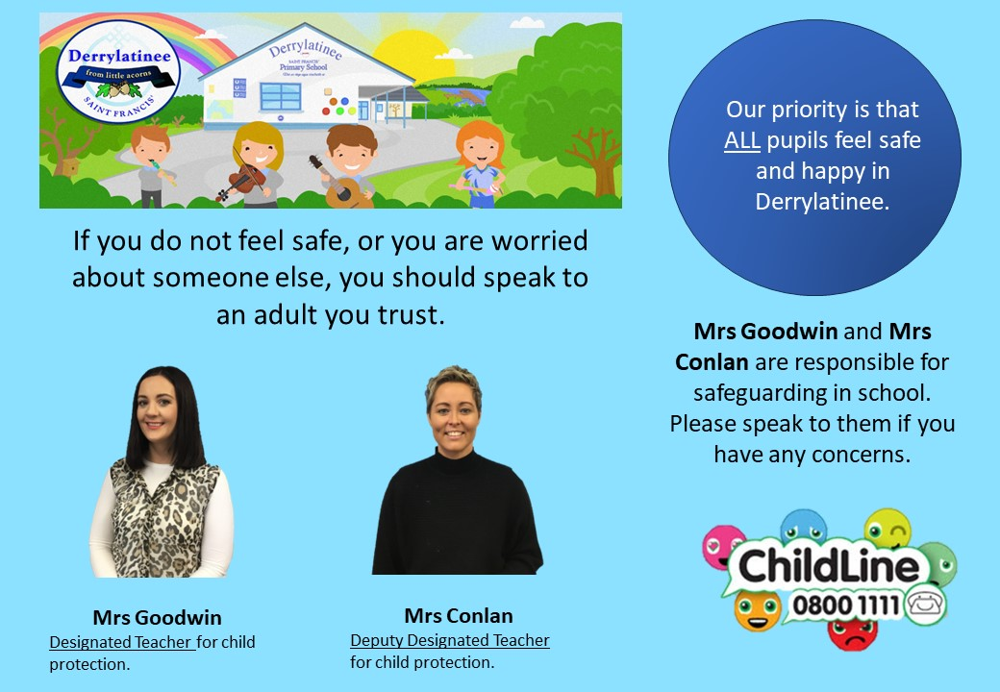 Derrylatinee
from little acorns
SAINT FRANCIS'
Derrylatinee
SAINT FRANCIS'
Primary School
Our priority is that
ALL pupils feel safe
and happy in
Derrylatinee.
If you do not feel safe, or you are worried
about someone else, you should speak to
an adult you trust.
Mrs Goodwin and Mrs
Conlan are responsible for
safeguarding in school.
Please speak to them if you
have any concerns.
ChildLine
0800 1111
Mrs Goodwin
Designated Teacher for child
protection.
Mrs Conlan
Deputy Designated Teacher
for child protection.